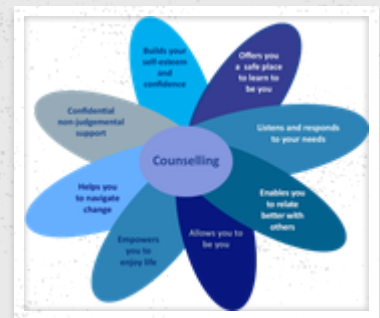 Builds your
self-esteem
and
confidence
Offers you
a safe place
to learn to
be you
Listens and responds
to your needs
Enables you
to relate
better with
others
Allows you to
be you
Empowers
you to
enjoy life
Helps you
to navigate
change
Confidential
non-judgemental
support
Counselling